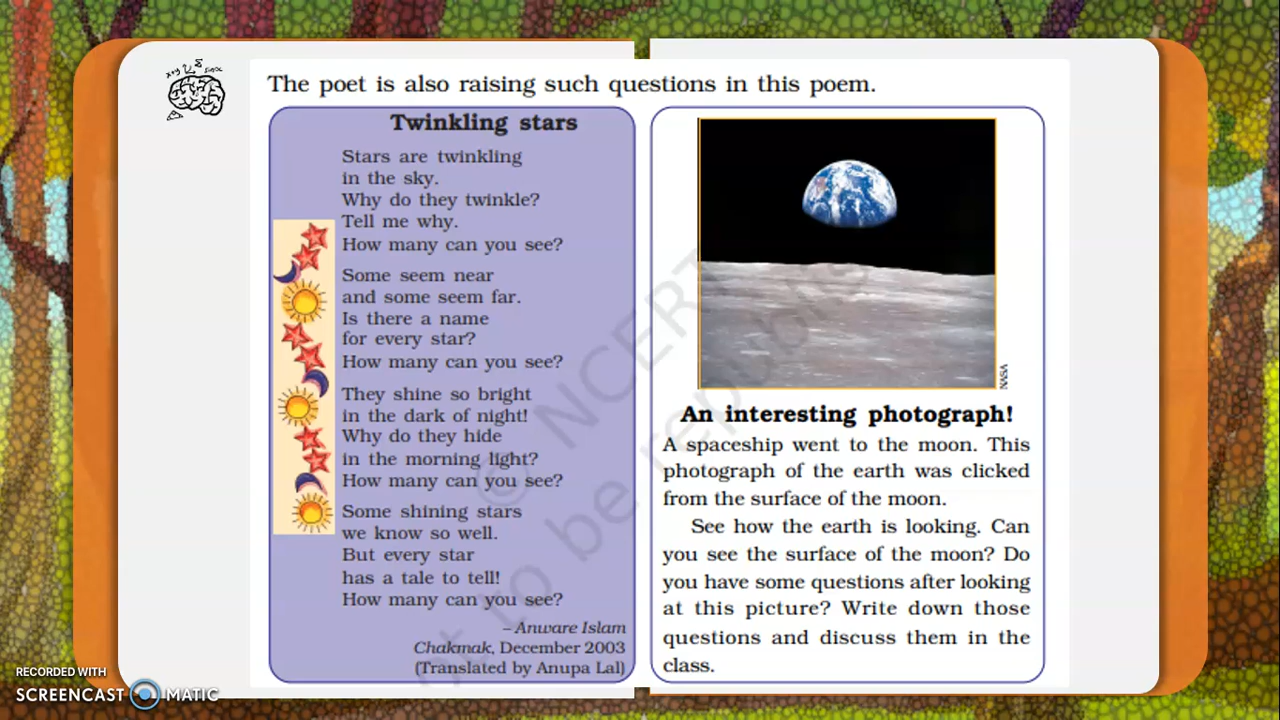 The poet is also raising such questions in this poem.
Twinkling stars
Stars are twinkling
in the sky.
Why do they twinkle?
Tell me why.
How many can you see?
Some seem near
and some seem far.
Is there a name
for every star?
How many can you see?
They shine so bright
in the dark of night!
Why do they hide
in the morning light?
How many can you see?
Some shining stars
we know so well.
But every star
has a tale to tell!
How many can you see?
– Anware Islam
Chakmak, December 2003
(Translated by Anupa Lal)
NASA
An interesting photograph!
A spaceship went to the moon. This
photograph of the earth was clicked
from the surface of the moon.
See how the earth is looking. Can
you see the surface of the moon? Do
you have some questions after looking
at this picture? Write down those
questions and discuss them in the
class.
© NCERT
not to be republis
RECORDED WITH
SCREENCAST MATIC